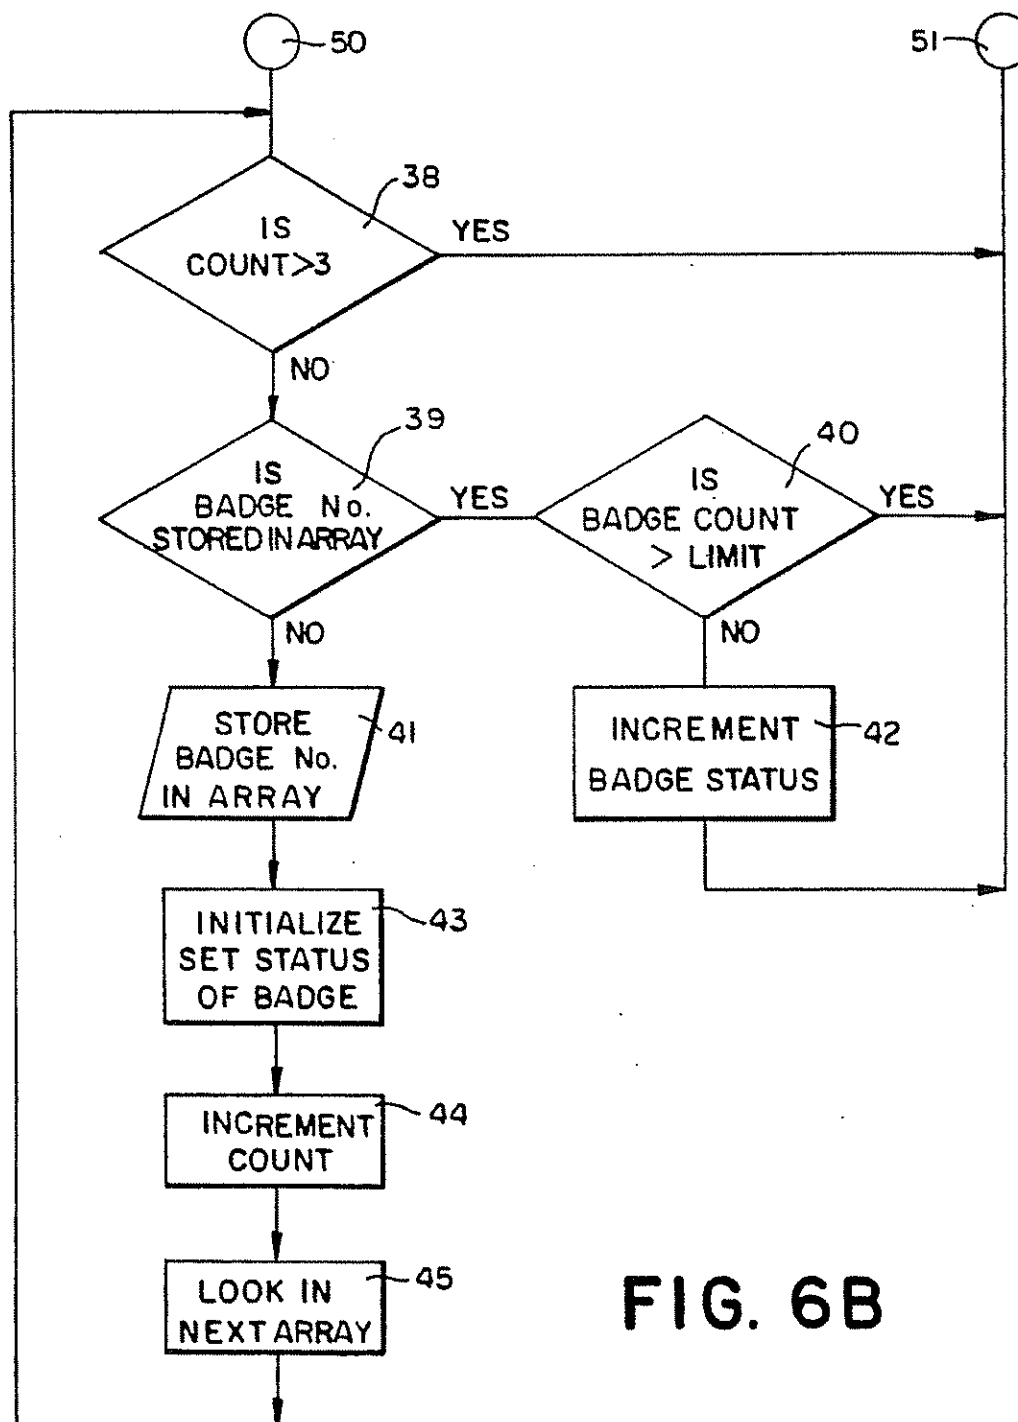 50
51
38
IS
COUNT>3
YES
NO
39
IS
BADGE No.
STORED IN ARRAY
YES
40
IS
BADGE COUNT
> LIMIT
YES
NO
NO
STORE
BADGE No.
IN ARRAY
41
INCREMENT
BADGE STATUS
42
INITIALIZE
SET STATUS
OF BADGE
43
INCREMENT
COUNT
44
LOOK IN
NEXT ARRAY
45
FIG. 6B